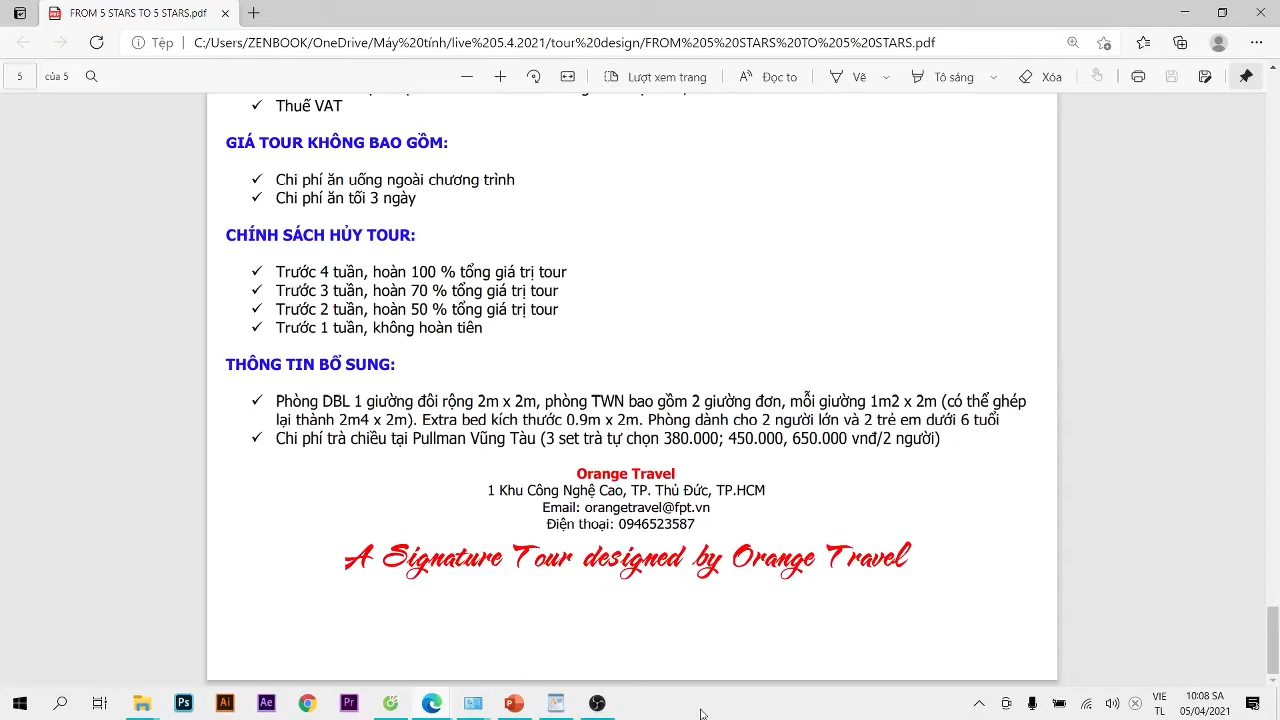 FROM 5 STARS TO 5 STARS.pdf
Tệp
C:/Users/ZENBOOK/OneDrive/Máy%20tính/live%205.4.2021/tour%20design/FROM%205%20STARS%20TO%205%20STARS.pdf
5 của 5
Lượt xem trang
Đọc to
Vẽ
Tô sáng
Xóa
Thuế VAT
GIÁ TOUR KHÔNG BAO GỒM:
Chi phí ăn uống ngoài chương trình
Chi phí ăn tối 3 ngày
CHÍNH SÁCH HỦY TOUR:
Trước 4 tuần, hoàn 100 % tổng giá trị tour
Trước 3 tuần, hoàn 70 % tổng giá trị tour
Trước 2 tuần, hoàn 50 % tổng giá trị tour
Trước 1 tuần, không hoàn tiên
THÔNG TIN BỔ SUNG:
Phòng DBL 1 giường đôi rộng 2m x 2m, phòng TWN bao gồm 2 giường đơn, mỗi giường 1m2 x 2m (có thể ghép
lại thành 2m4 x 2m). Extra bed kích thước 0.9m x 2m. Phòng dành cho 2 người lớn và 2 trẻ em dưới 6 tuổi
Chi phí trà chiều tại Pullman Vũng Tàu (3 set trà tự chọn 380.000; 450.000, 650.000 vnđ/2 người)
Orange Travel
1 Khu Công Nghệ Cao, TP. Thủ Đức, TP.HCM
Email: orangetravel@fpt.vn
Điện thoại: 0946523587
A Signature Tour designed by Orange Travel
Ps
Ai
Ae
Pr
VIE
TL
10:08 SA
05/04/2021